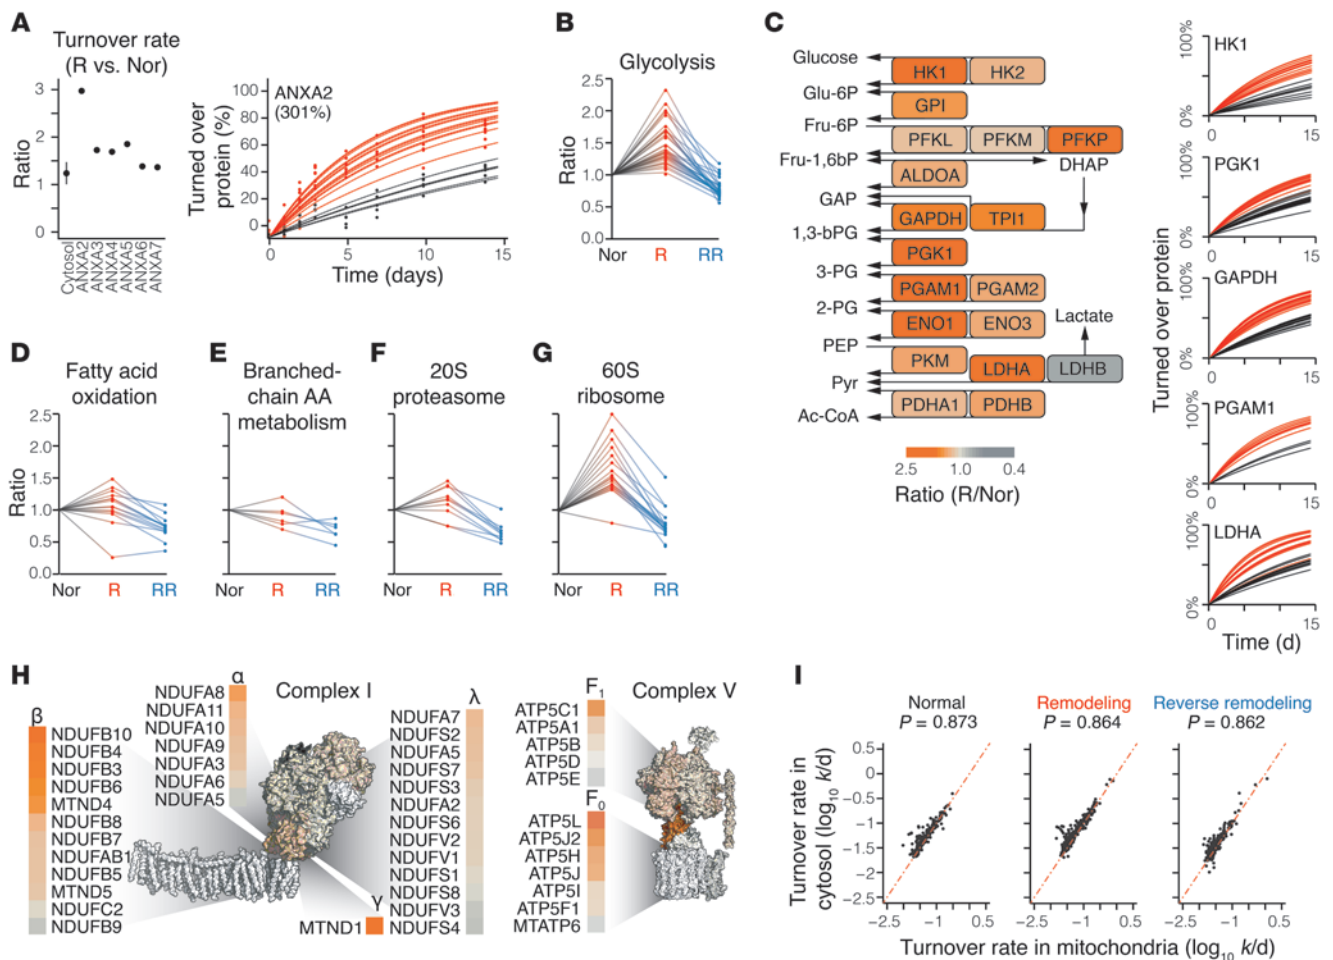 A
Turnover rate
(R vs. Nor)
Ratio
3
2
1
0
Cytosol
ANXA2
ANXA3
ANXA4
ANXA5
ANXA6
ANXA7
Turned over
protein (%)
100
80
60
40
20
0
ANXA2
(301%)
0 5 10 15
Time (days)
B
Glycolysis
Ratio
2.5
2.0
1.5
1.0
0.5
0.0
Nor R RR
C
Glucose
HK1 HK2
Glu-6P
GPI
Fru-6P
PFKL PFKM PFKP
Fru-1,6bP
DHAP
ALDOA
GAP
GAPDH TPI1
1,3-bPG
PGK1
3-PG
PGAM1 PGAM2
2-PG
ENO1 ENO3
Lactate
PEP
PKM
LDHA LDHB
Pyr
PDHA1 PDHB
Ac-CoA
2.5 1.0 0.4
Ratio (R/Nor)
Turned over protein
HK1
100%
0%
0 15
PGK1
100%
0%
0 15
GAPDH
100%
0%
0 15
PGAM1
100%
0%
0 15
LDHA
100%
0%
0 15
Time (d)
D
Fatty acid
oxidation
Ratio
2.5
2.0
1.5
1.0
0.5
0.0
Nor R RR
E
Branched-
chain AA
metabolism
Nor R RR
F
20S
proteasome
Nor R RR
G
60S
ribosome
Nor R RR
H
β
NDUFB10
NDUFB4
NDUFB3
NDUFB6
MTND4
NDUFB8
NDUFB7
NDUFAB1
NDUFB5
MTND5
NDUFC2
NDUFB9
α
NDUFA8
NDUFA11
NDUFA10
NDUFA9
NDUFA3
NDUFA6
NDUFA5
Complex I
γ
MTND1
λ
NDUFA7
NDUFS2
NDUFA5
NDUFS7
NDUFS3
NDUFA2
NDUFS6
NDUFV2
NDUFV1
NDUFS1
NDUFS8
NDUFV3
NDUFS4
F1
ATP5C1
ATP5A1
ATP5B
ATP5D
ATP5E
F0
ATP5L
ATP5J2
ATP5H
ATP5J
ATP5I
ATP5F1
MTATP6
Complex V
I
Normal
P = 0.873
Remodeling
P = 0.864
Reverse remodeling
P = 0.862
Turnover rate in
cytosol (log10 k/d)
0.5
0
−0.5
−1
−1.5
−2
−2.5
−2.5 −1 0.5
−2.5 −1 0.5
−2.5 −1 0.5
Turnover rate in mitochondria (log10 k/d)